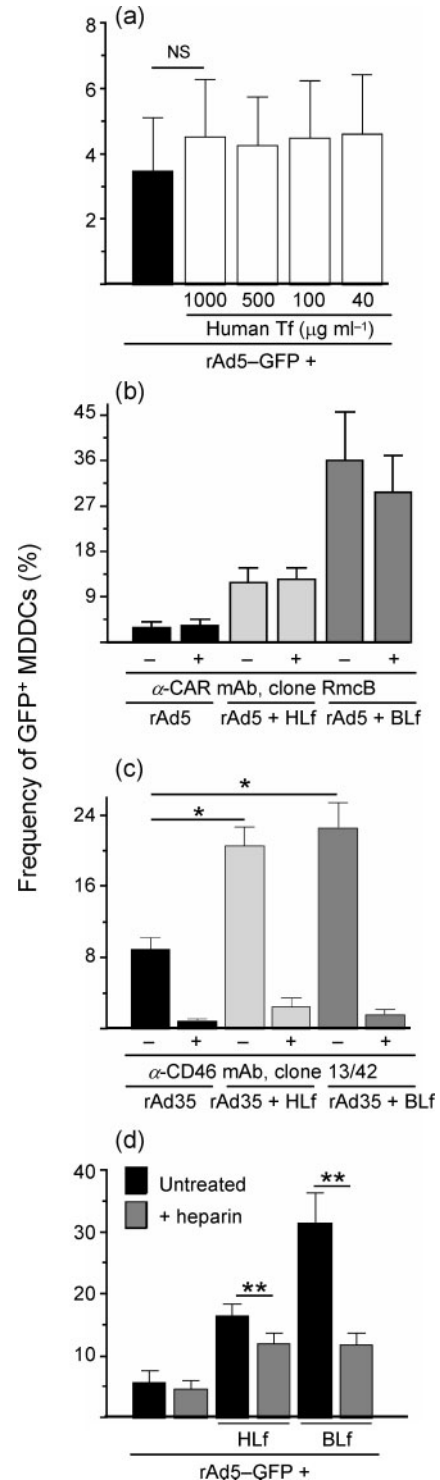 (a)
NS
8
6
4
2
1000 500 100 40
Human Tf (μg ml⁻¹)
rAd5–GFP +
Frequency of GFP⁺ MDDCs (%)
(b)
45
36
27
18
9
– + – + – +
α-CAR mAb, clone RmcB
rAd5 rAd5 + HLf rAd5 + BLf
(c)
*
*
24
16
8
– + – + – +
α-CD46 mAb, clone 13/42
rAd35 rAd35 + HLf rAd35 + BLf
(d)
40
30
20
10
0
Untreated
+ heparin
**
**
HLf BLf
rAd5–GFP +